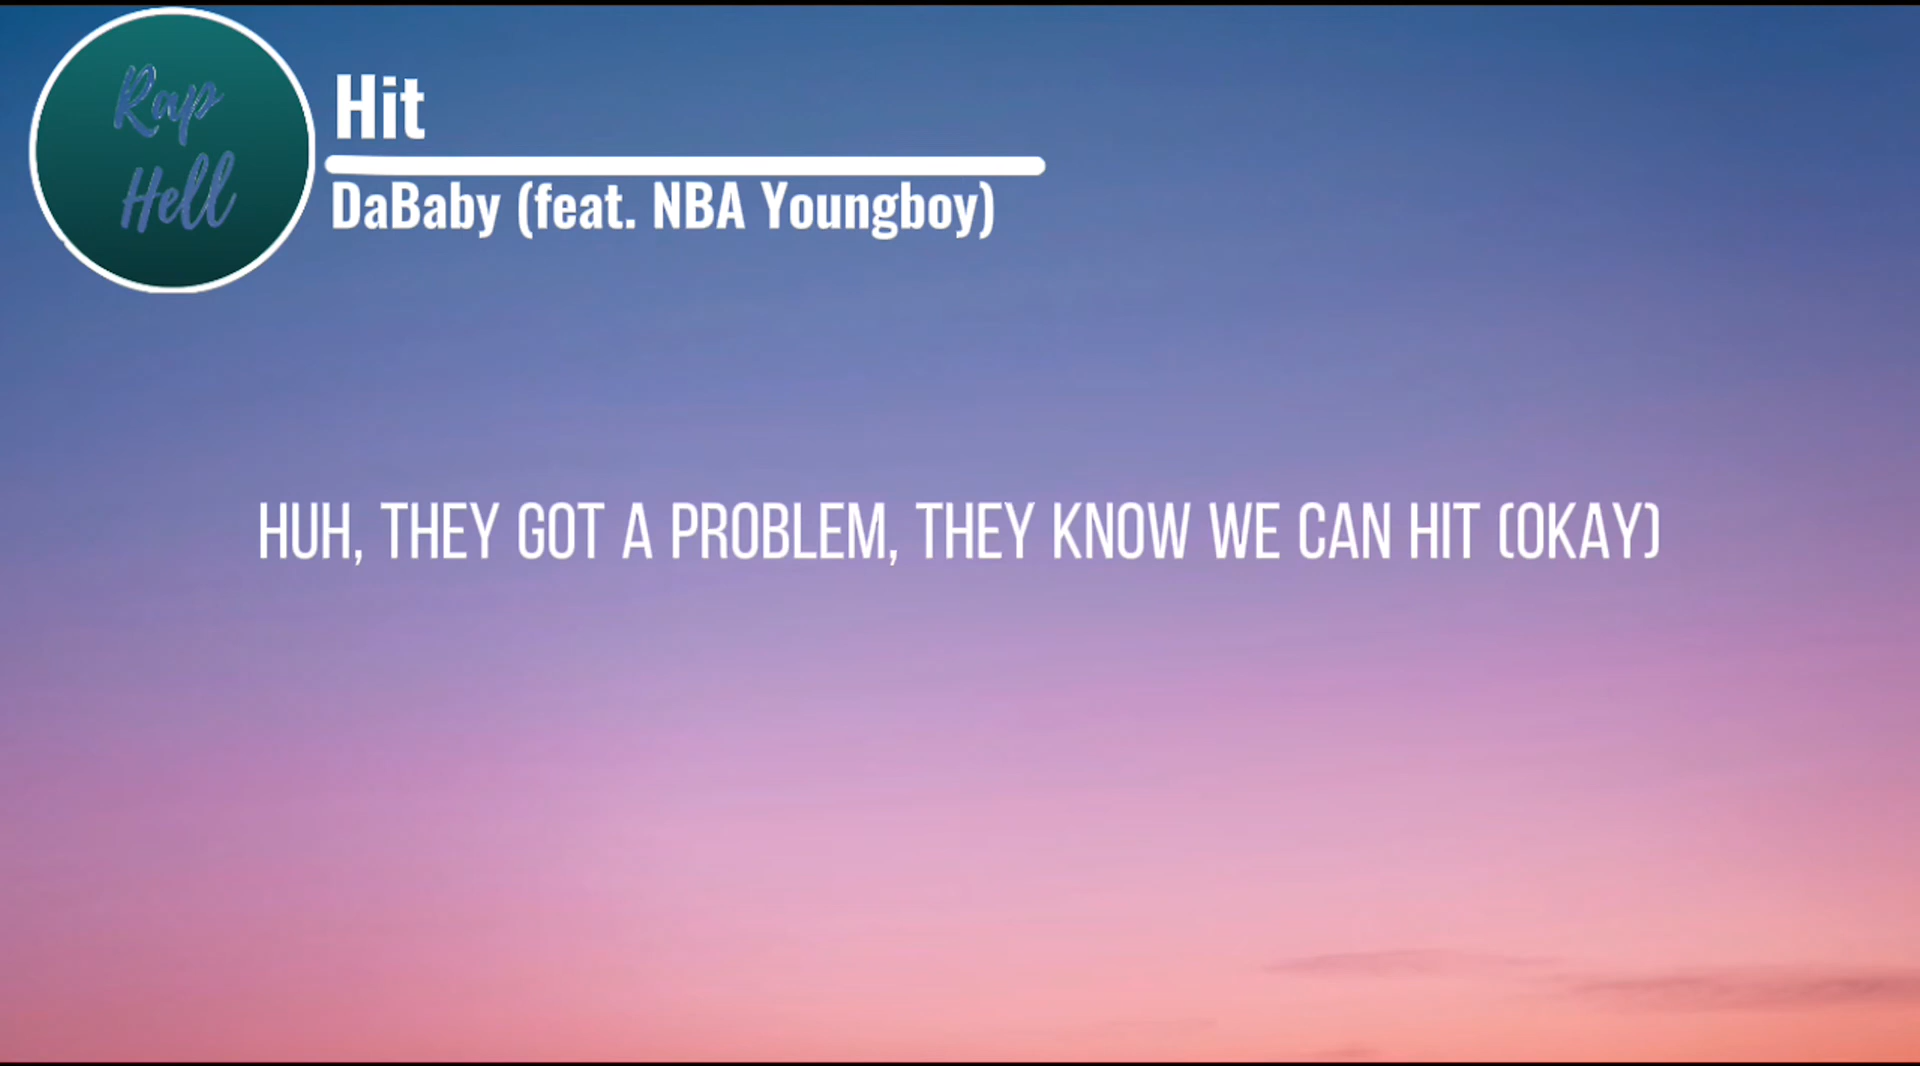 Rap
Hell
Hit
DaBaby (feat. NBA Youngboy)
HUH, THEY GOT A PROBLEM, THEY KNOW WE CAN HIT (OKAY)